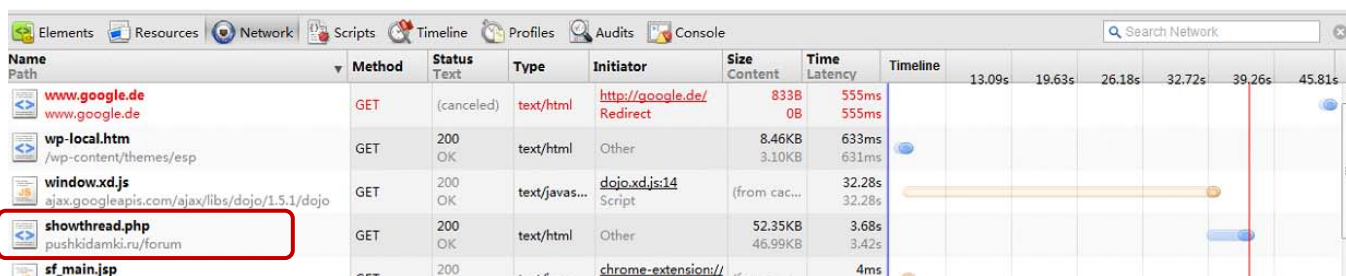 Elements Resources Network Scripts Timeline Profiles Audits Console Search Network
Name Method Status Type Initiator Size Time Timeline
Path Text Content Latency 13.09s 19.63s 26.18s 32.72s 39.26s 45.81s
www.google.de GET (canceled) text/html http://google.de/ 833B 555ms
www.google.de Redirect 0B 555ms
wp-local.htm GET 200 text/html Other 8.46KB 633ms
/wp-content/themes/esp OK 3.10KB 631ms
window.xd.js GET 200 text/javas... dojo.xd.js:14 (from cac... 32.28s
ajax.googleapis.com/ajax/libs/dojo/1.5.1/dojo OK Script 32.28s
showthread.php GET 200 text/html Other 52.35KB 3.68s
pushkidamki.ru/forum OK 46.99KB 3.42s
sf_main.jsp 200 chrome-extension:// 4ms